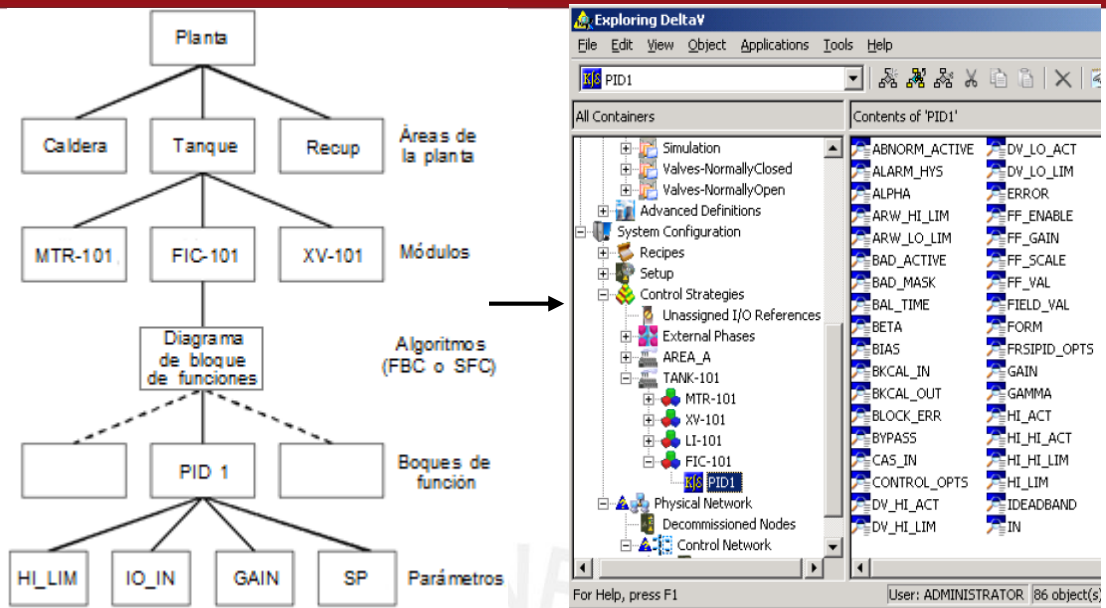 Planta
Caldera
Tanque
Recup
Áreas de
la planta
MTR-101
FIC-101
XV-101
Módulos
Diagrama
de bloque
de funciones
Algoritmos
(FBC o SFC)
PID 1
Boques de
función
HI_LIM
IO_IN
GAIN
SP
Parámetros
Exploring DeltaV
File Edit View Object Applications Tools Help
PID1
All Containers
Contents of 'PID1'
Simulation
Valves-NormallyClosed
Valves-NormallyOpen
Advanced Definitions
System Configuration
Recipes
Setup
Control Strategies
Unassigned I/O References
External Phases
AREA_A
TANK-101
MTR-101
XV-101
LI-101
FIC-101
PID1
Physical Network
Decommissioned Nodes
Control Network
ABNORM_ACTIVE
ALARM_HYS
ALPHA
ARW_HI_LIM
ARW_LO_LIM
BAD_ACTIVE
BAD_MASK
BAL_TIME
BETA
BIAS
BKCAL_IN
BKCAL_OUT
BLOCK_ERR
BYPASS
CAS_IN
CONTROL_OPTS
DV_HI_ACT
DV_HI_LIM
DV_LO_ACT
DV_LO_LIM
ERROR
FF_ENABLE
FF_GAIN
FF_SCALE
FF_VAL
FIELD_VAL
FORM
FRSIPID_OPTS
GAIN
GAMMA
HI_ACT
HI_HI_ACT
HI_HI_LIM
HI_LIM
IDEADBAND
IN
For Help, press F1
User: ADMINISTRATOR
86 object(s)